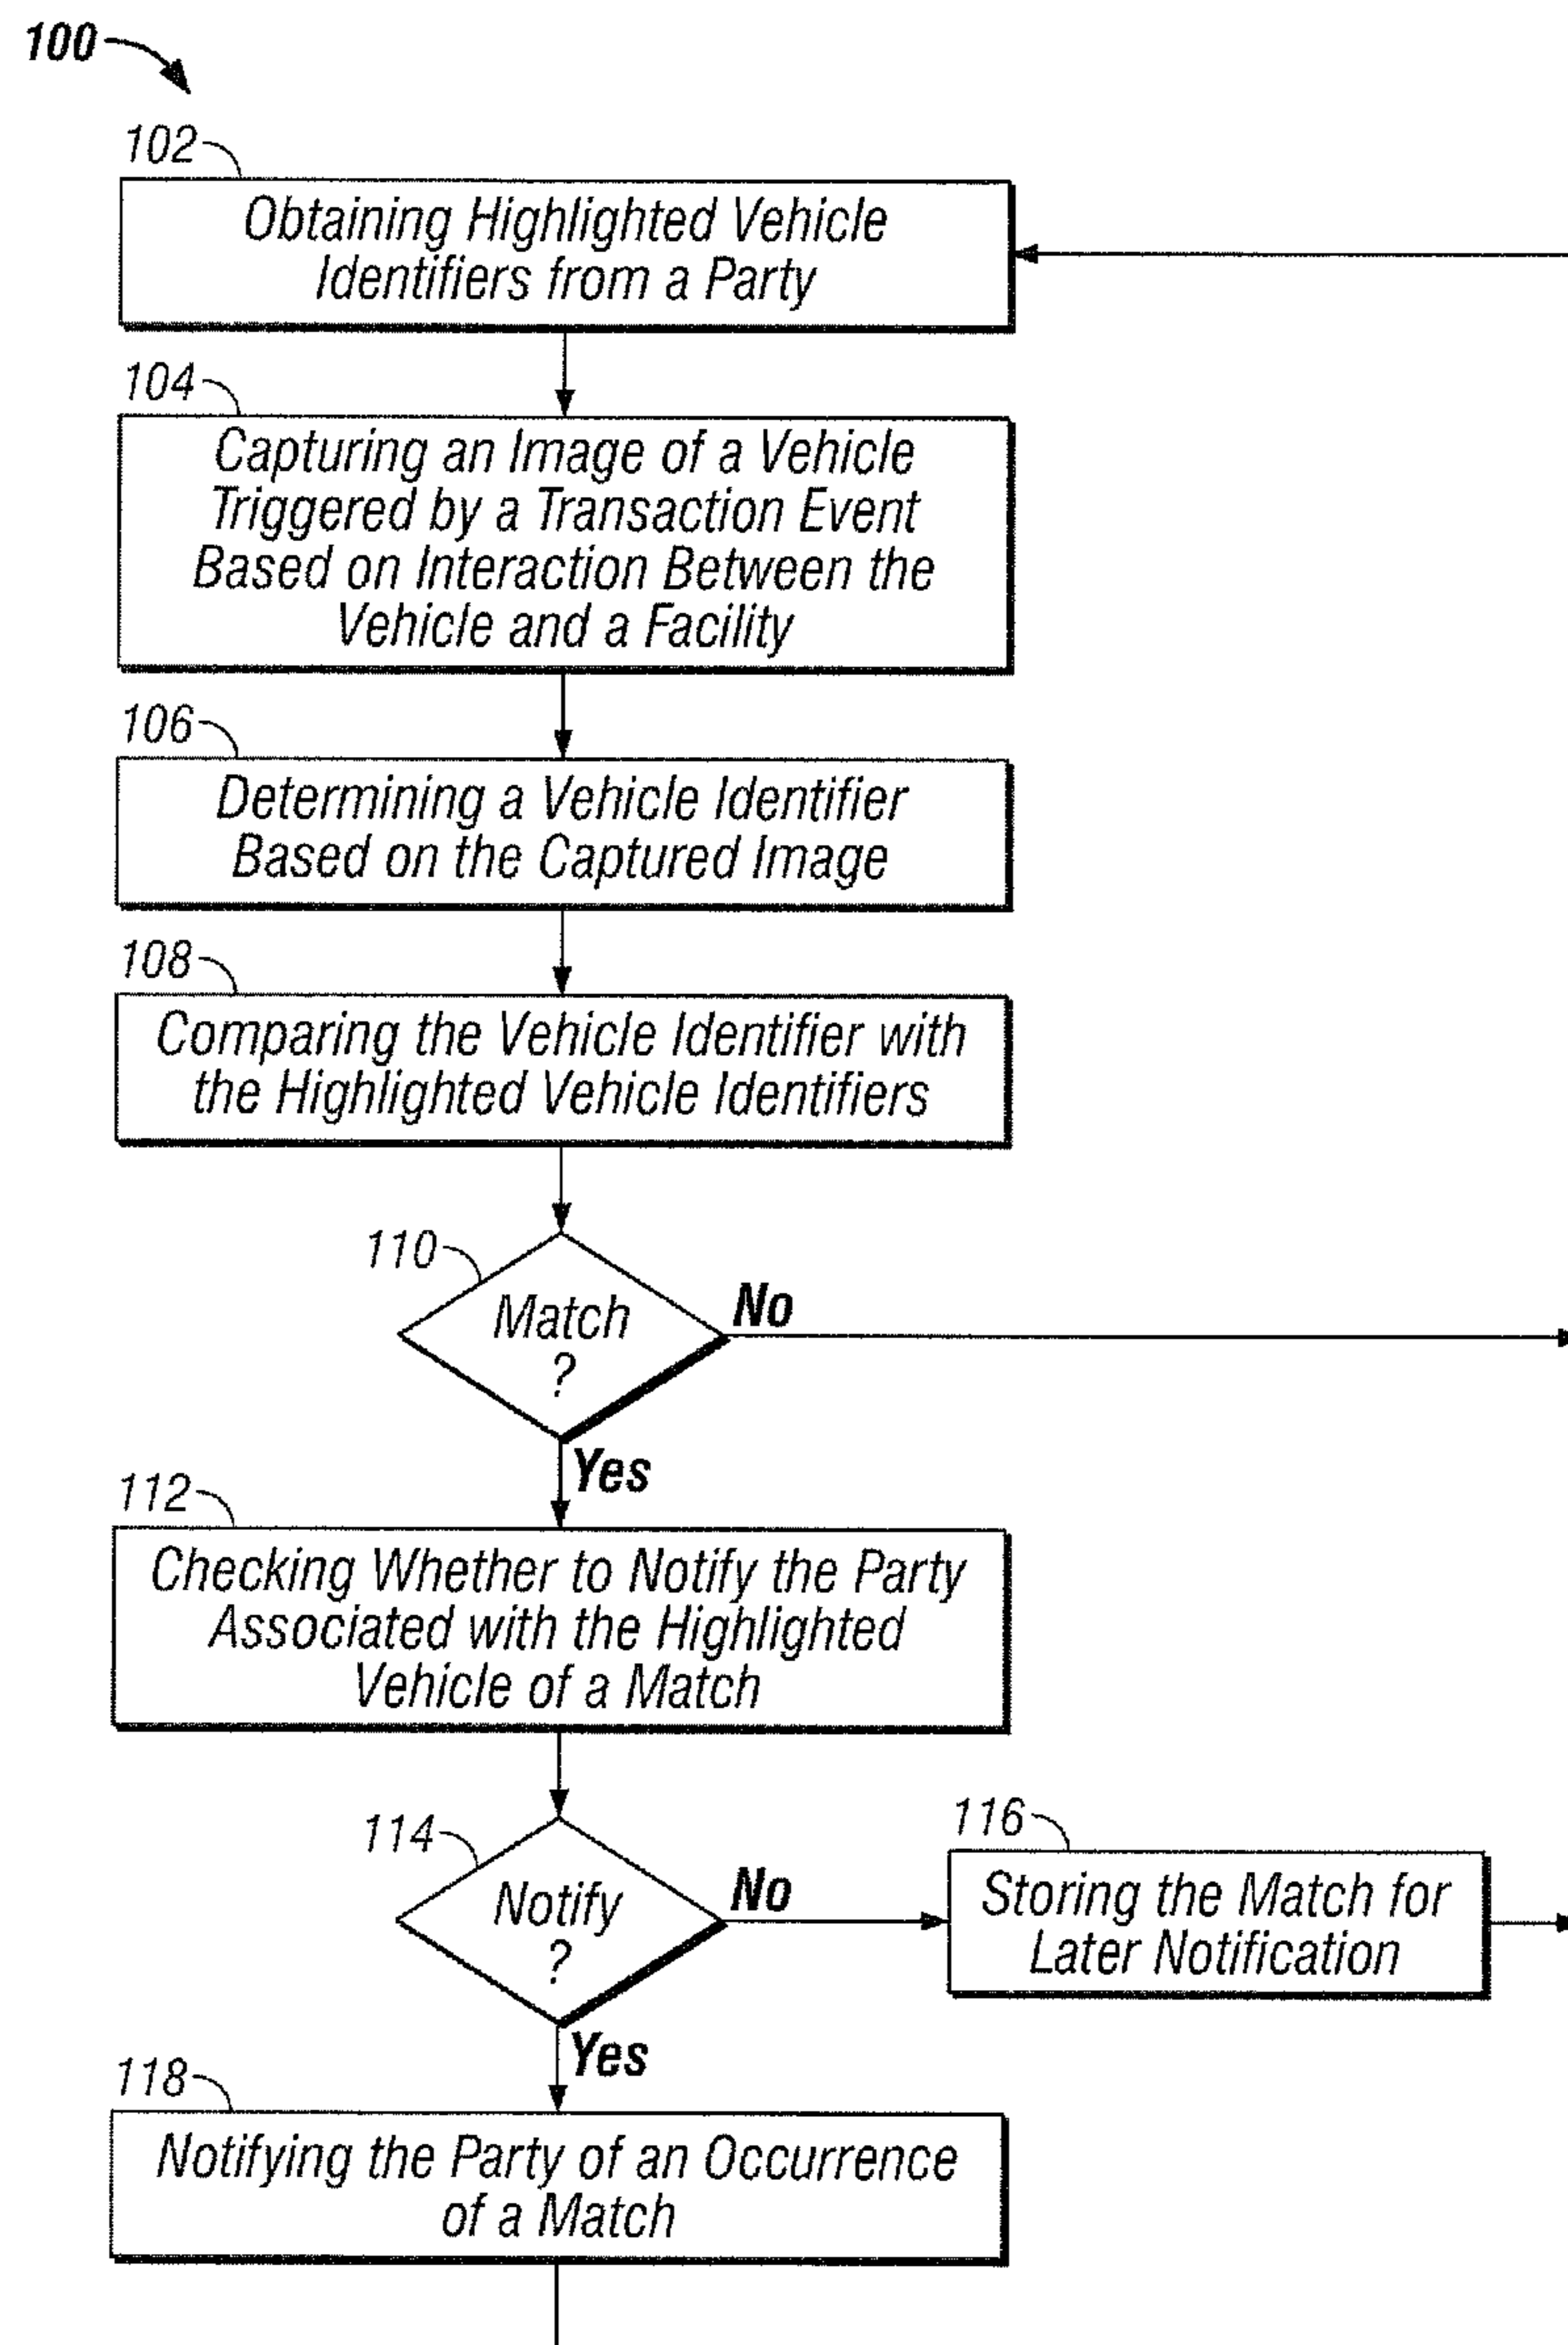 100
102
Obtaining Highlighted Vehicle
Identifiers from a Party
104
Capturing an Image of a Vehicle
Triggered by a Transaction Event
Based on Interaction Between the
Vehicle and a Facility
106
Determining a Vehicle Identifier
Based on the Captured Image
108
Comparing the Vehicle Identifier with
the Highlighted Vehicle Identifiers
110
Match
?
No
Yes
112
Checking Whether to Notify the Party
Associated with the Highlighted
Vehicle of a Match
114
Notify
?
No
116
Storing the Match for
Later Notification
Yes
118
Notifying the Party of an Occurrence
of a Match